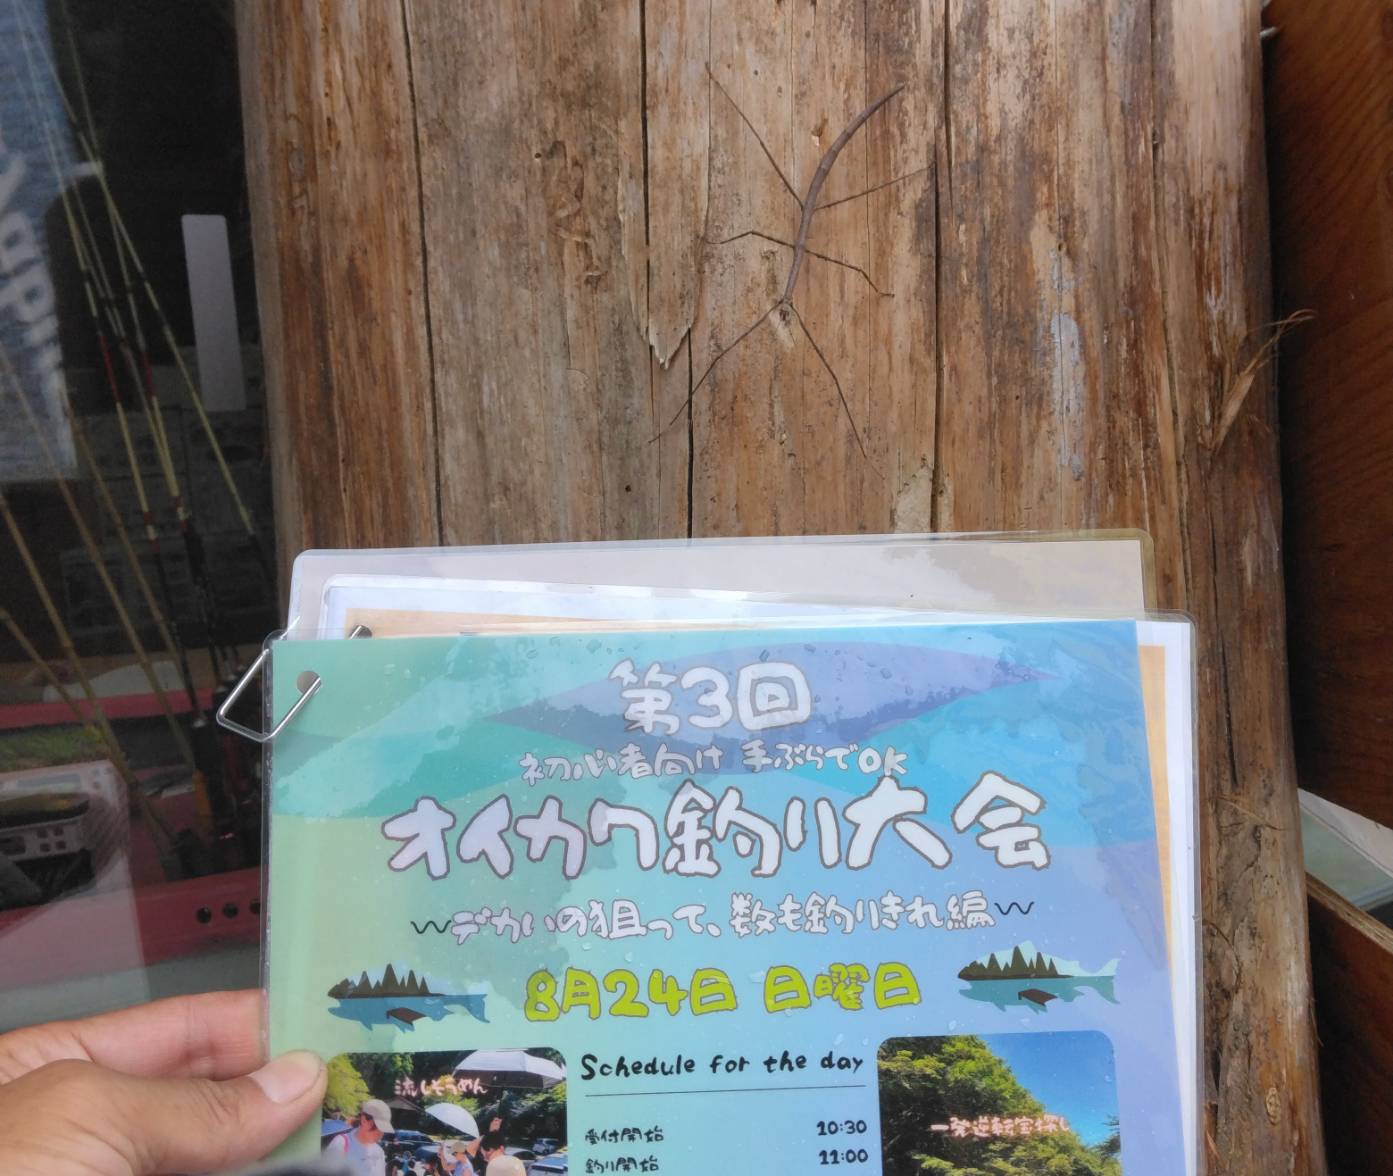 第3回
初心者向け 手ぶらでOK
オイカワ釣り大会
〜デカいの狙って、数も釣りきれ編〜
8月24日 日曜日
Schedule for the day
流しそうめん
一発逆転宝探し
受付開始 10:30
釣り開始 11:00